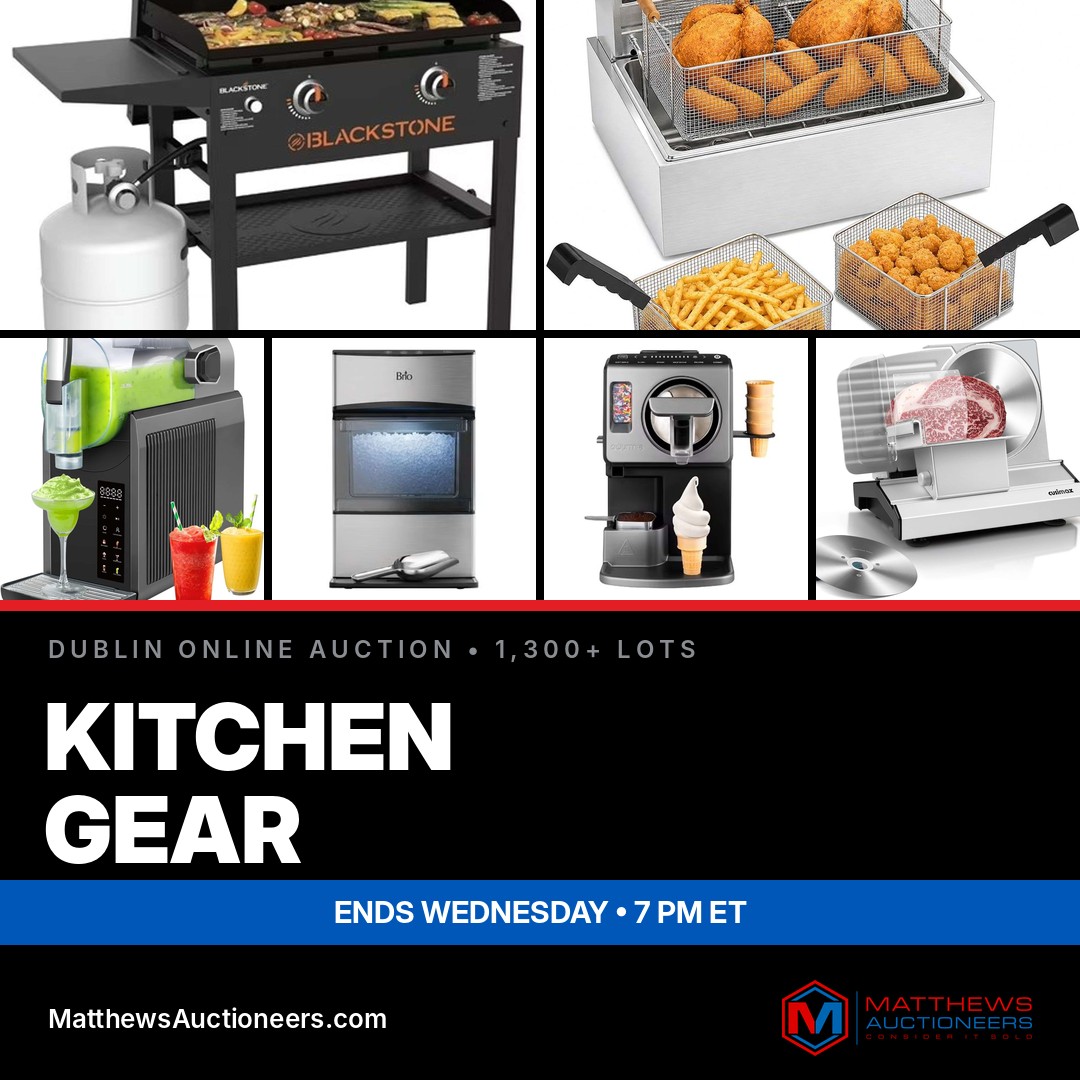 BLACKSTONE
BLACKSTONE
Brio
cusimax
DUBLIN ONLINE AUCTION • 1,300+ LOTS
KITCHEN
GEAR
ENDS WEDNESDAY • 7 PM ET
MatthewsAuctioneers.com
MATTHEWS
AUCTIONEERS
CONSIDER IT SOLD